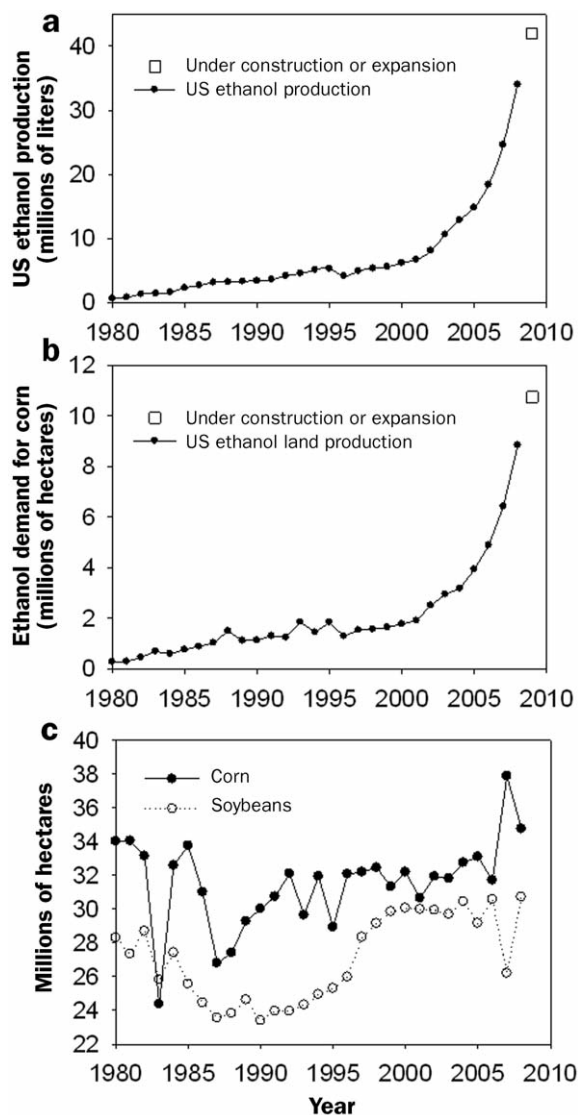 a
US ethanol production
(millions of liters)
40
30
20
10
0
Under construction or expansion
US ethanol production
1980 1985 1990 1995 2000 2005 2010
b
Ethanol demand for corn
(millions of hectares)
12
10
8
6
4
2
0
Under construction or expansion
US ethanol land production
1980 1985 1990 1995 2000 2005 2010
c
Millions of hectares
40
38
36
34
32
30
28
26
24
22
Corn
Soybeans
1980 1985 1990 1995 2000 2005 2010
Year